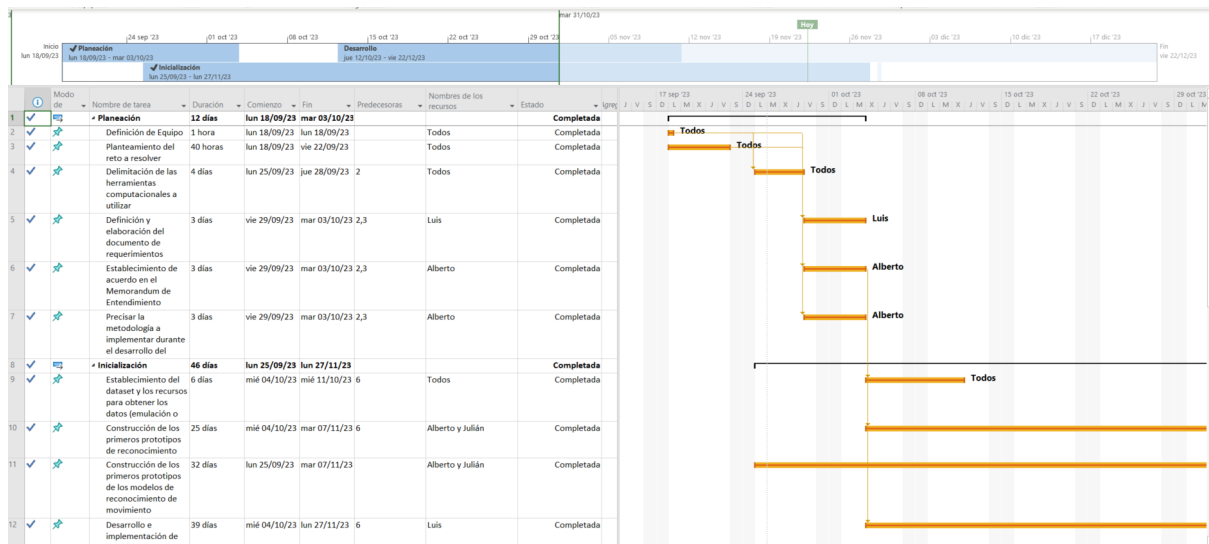 mar 31/10/23
Hoy
24 sep '23 01 oct '23 08 oct '23 15 oct '23 22 oct '23 29 oct '23 05 nov '23 12 nov '23 19 nov '23 26 nov '23 03 dic '23 10 dic '23 17 dic '23
Inicio
lun 18/09/23
Planeación
lun 18/09/23 - mar 03/10/23
Desarrollo
jue 12/10/23 - vie 22/12/23
Inicialización
lun 25/09/23 - lun 27/11/23
Fin
vie 22/12/23
Modo de Nombre de tarea Duración Comienzo Fin Predecesoras Nombres de los recursos Estado Agreg
17 sep '23 24 sep '23 01 oct '23 08 oct '23 15 oct '23 22 oct '23 29 oct '23
J V S D L M X J V S D L M X J V S D L M X J V S D L M X J V S D L M X J V S D L M X J V S D L M
1 Planeación 12 días lun 18/09/23 mar 03/10/23 Completada
2 Definición de Equipo 1 hora lun 18/09/23 lun 18/09/23 Todos Completada
Todos
3 Planteamiento del 40 horas lun 18/09/23 vie 22/09/23 Todos Completada
reto a resolver
Todos
4 Delimitación de las 4 días lun 25/09/23 jue 28/09/23 2 Todos Completada
herramientas
computacionales a
utilizar
Todos
5 Definición y 3 días vie 29/09/23 mar 03/10/23 2,3 Luis Completada
elaboración del
documento de
requerimientos
Luis
6 Establecimiento de 3 días vie 29/09/23 mar 03/10/23 2,3 Alberto Completada
acuerdo en el
Memorandum de
Entendimiento
Alberto
7 Precisar la 3 días vie 29/09/23 mar 03/10/23 2,3 Alberto Completada
metodología a
implementar durante
el desarrollo del
Alberto
8 Inicialización 46 días lun 25/09/23 lun 27/11/23 Completada
9 Establecimiento del 6 días mié 04/10/23 mié 11/10/23 6 Todos Completada
dataset y los recursos
para obtener los
datos (emulación o
Todos
10 Construcción de los 25 días mié 04/10/23 mar 07/11/23 6 Alberto y Julián Completada
primeros prototipos
de reconocimiento
11 Construcción de los 32 días lun 25/09/23 mar 07/11/23 Alberto y Julián Completada
primeros prototipos
de los modelos de
reconocimiento de
movimiento
12 Desarrollo e 39 días mié 04/10/23 lun 27/11/23 6 Luis Completada
implementación de